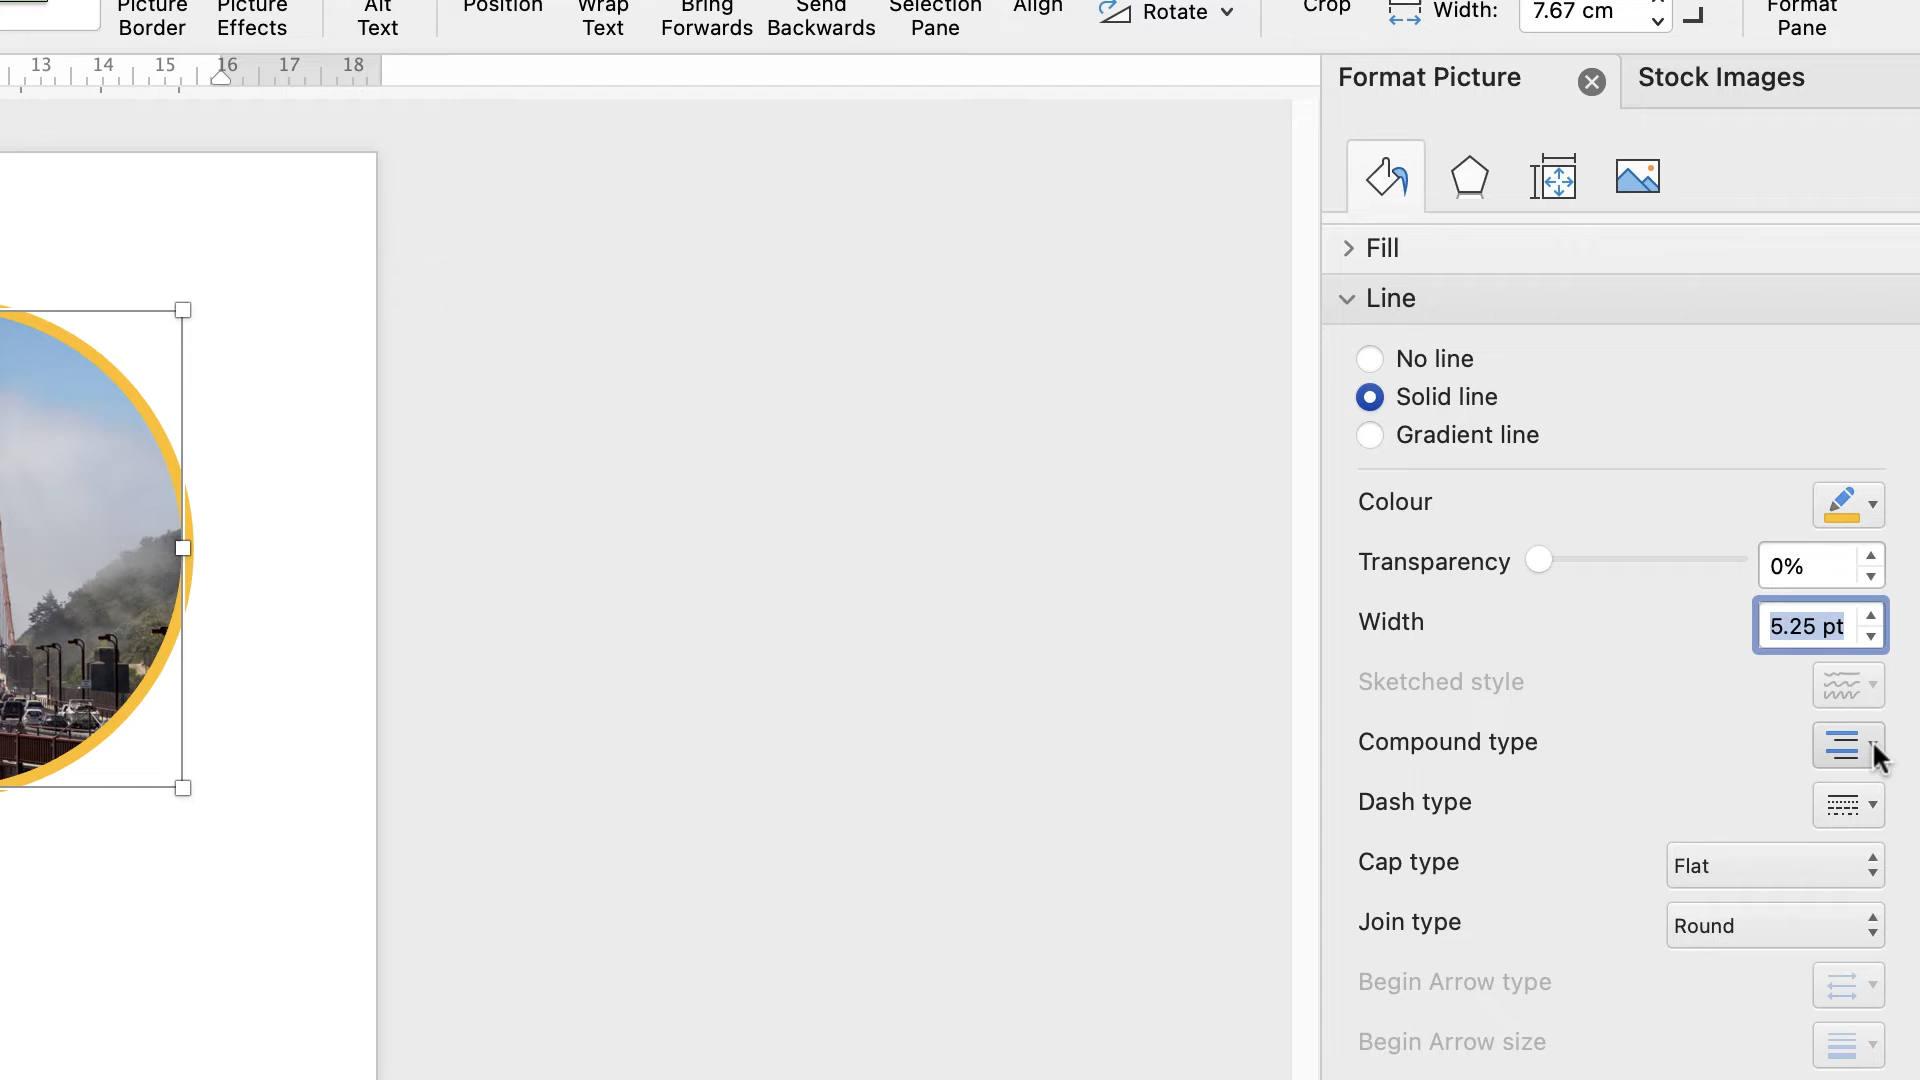 Picture
Border
Picture
Effects
Alt
Text
Position
Wrap
Text
Bring
Forwards
Send
Backwards
Selection
Pane
Align
Rotate
Crop
Width:
7.67 cm
Format
Pane
13 14 15 16 17 18
Format Picture
Stock Images
Fill
Line
No line
Solid line
Gradient line
Colour
Transparency
0%
Width
5.25 pt
Sketched style
Compound type
Dash type
Cap type
Flat
Join type
Round
Begin Arrow type
Begin Arrow size